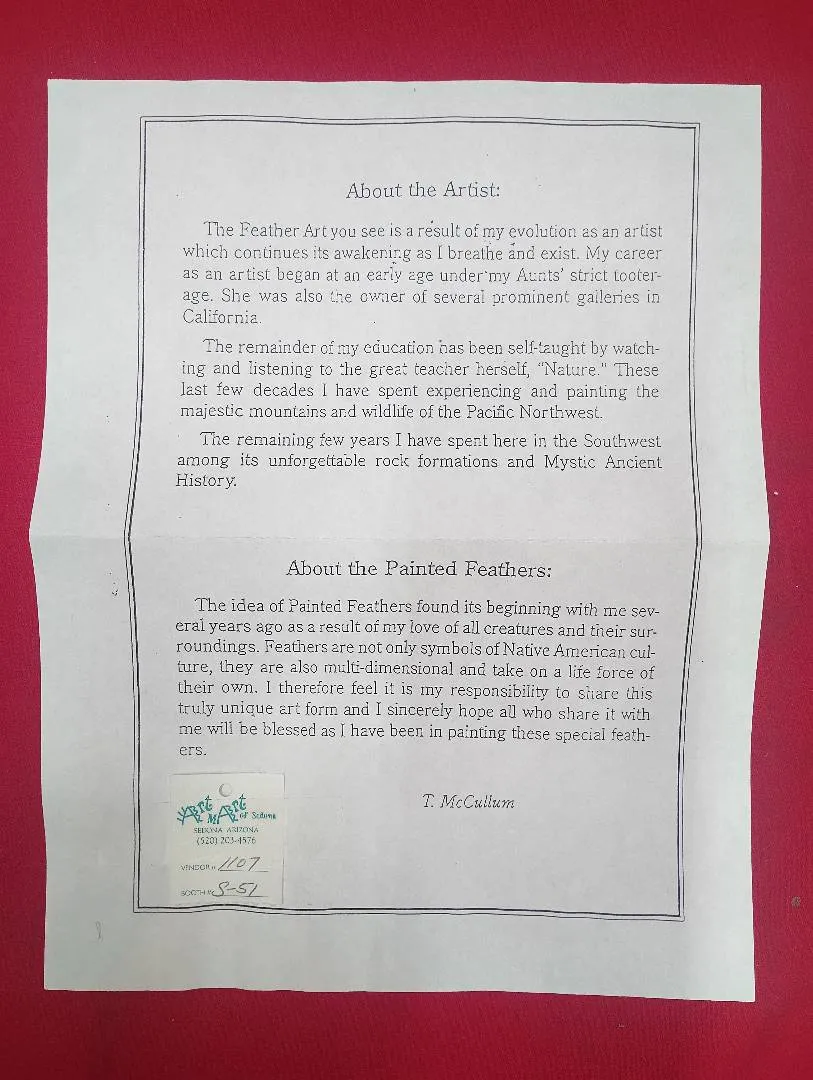 About the Artist:
The Feather Art you see is a result of my evolution as an artist
which continues its awakening as I breathe and exist. My career
as an artist began at an early age under my Aunts' strict tooter-
age. She was also the owner of several prominent galleries in
California.
The remainder of my education has been self-taught by watch-
ing and listening to the great teacher herself, "Nature." These
last few decades I have spent experiencing and painting the
majestic mountains and wildlife of the Pacific Northwest.
The remaining few years I have spent here in the Southwest
among its unforgettable rock formations and Mystic Ancient
History.
About the Painted Feathers:
The idea of Painted Feathers found its beginning with me sev-
eral years ago as a result of my love of all creatures and their sur-
roundings. Feathers are not only symbols of Native American cul-
ture, they are also multi-dimensional and take on a life force of
their own. I therefore feel it is my responsibility to share this
truly unique art form and I sincerely hope all who share it with
me will be blessed as I have been in painting these special feath-
ers.
T. McCullum
Art Mart of Sedona
SEDONA ARIZONA
(520) 203-4576
VENDOR # 1107
BOOTH # S-51